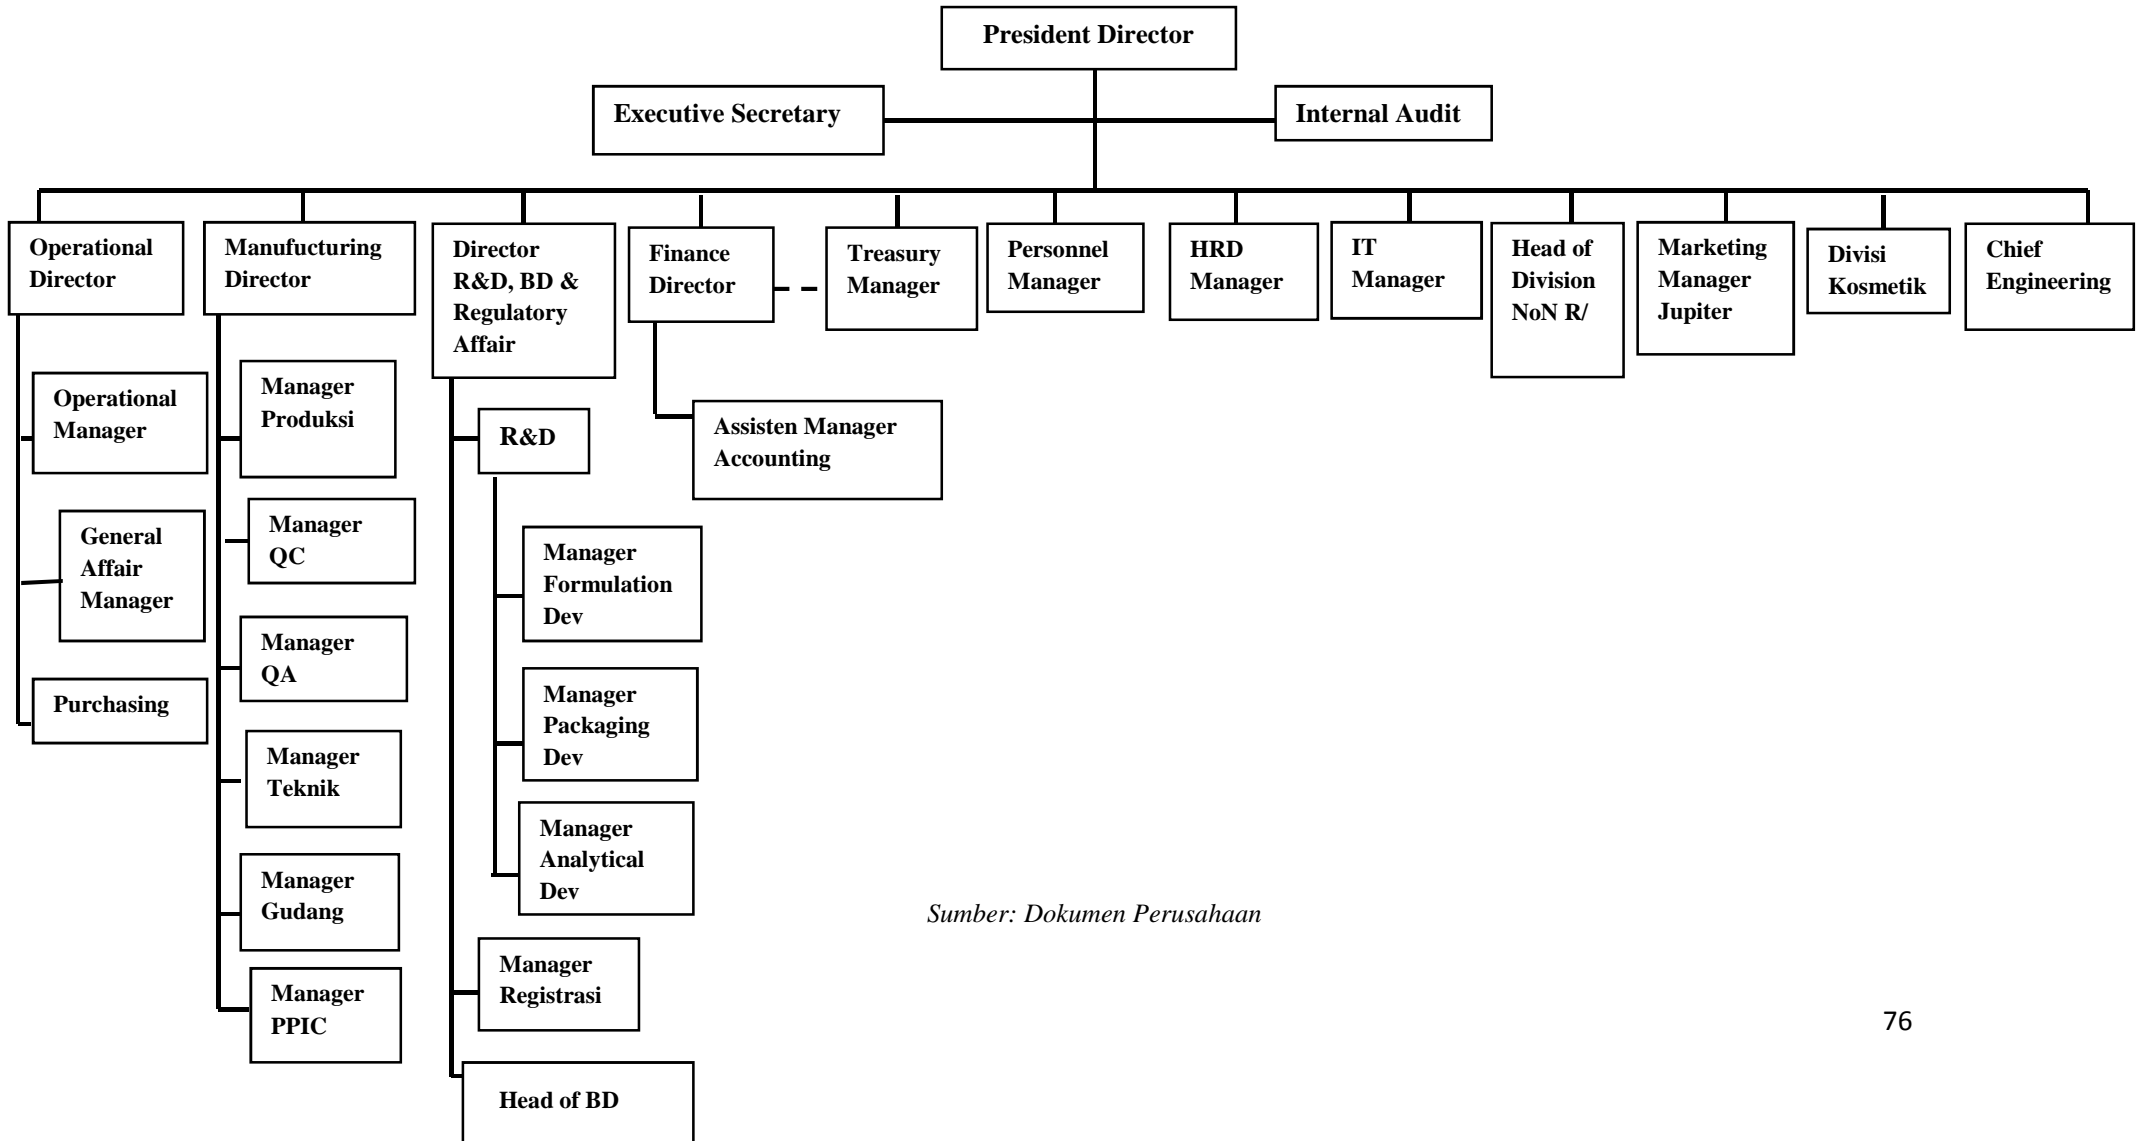 President Director
Executive Secretary
Internal Audit
Operational
Director
Manufucturing
Director
Director
R&D, BD &
Regulatory
Affair
Finance
Director
Treasury
Manager
Personnel
Manager
HRD
Manager
IT
Manager
Head of
Division
NoN R/
Marketing
Manager
Jupiter
Divisi
Kosmetik
Chief
Engineering
Operational
Manager
General
Affair
Manager
Purchasing
Manager
Produksi
Manager
QC
Manager
QA
Manager
Teknik
Manager
Gudang
Manager
PPIC
R&D
Manager
Formulation
Dev
Manager
Packaging
Dev
Manager
Analytical
Dev
Manager
Registrasi
Head of BD
Assisten Manager
Accounting
Sumber: Dokumen Perusahaan
76